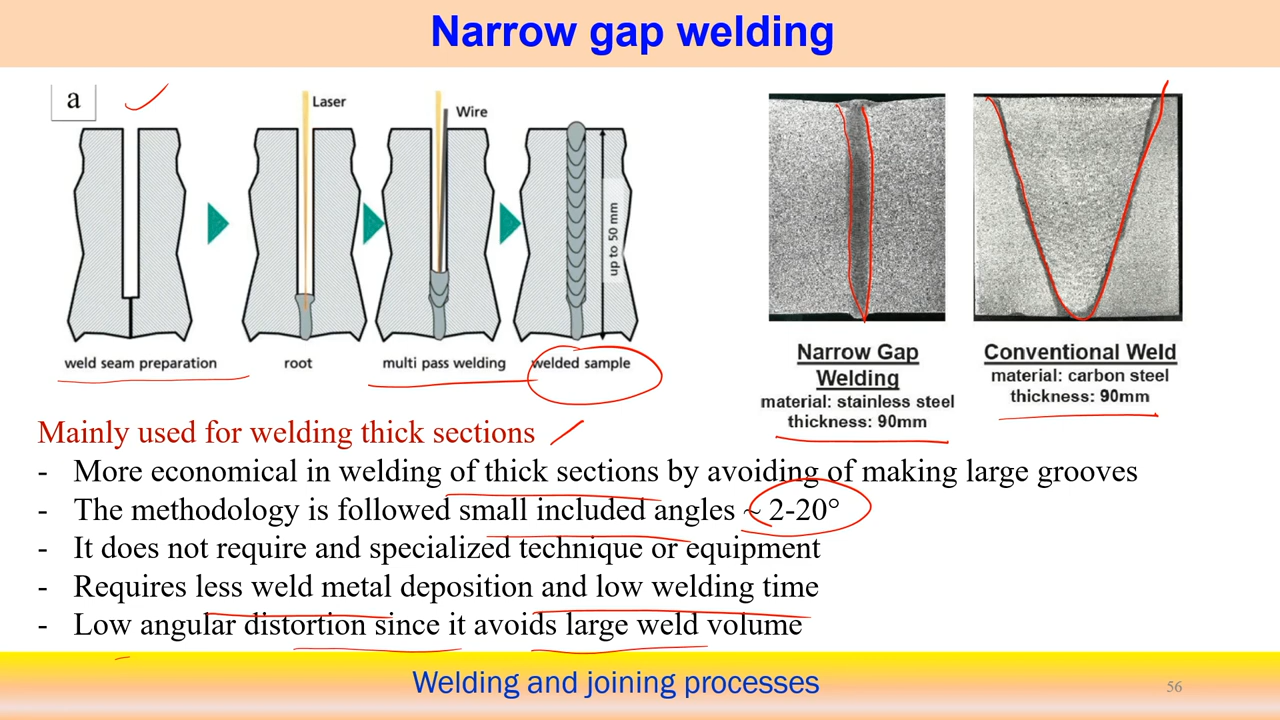 Narrow gap welding
a
Laser
Wire
up to 50 mm
weld seam preparation
root
multi pass welding
welded sample
Narrow Gap
Welding
material: stainless steel
thickness: 90mm
Conventional Weld
material: carbon steel
thickness: 90mm
Mainly used for welding thick sections
- More economical in welding of thick sections by avoiding of making large grooves
- The methodology is followed small included angles ~ 2-20°
- It does not require and specialized technique or equipment
- Requires less weld metal deposition and low welding time
- Low angular distortion since it avoids large weld volume
Welding and joining processes
56